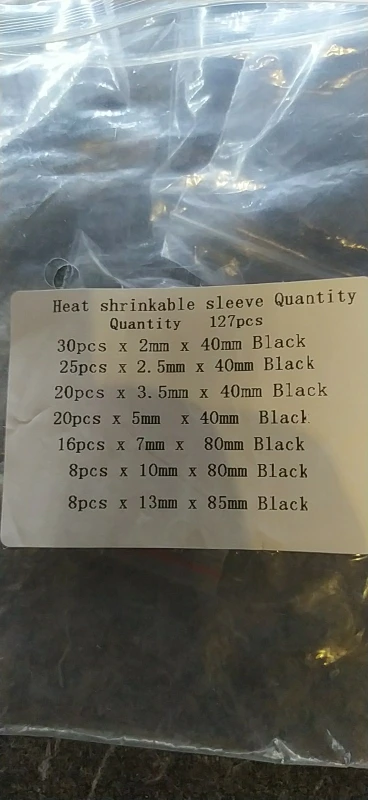 Heat shrinkable sleeve Quantity
Quantity 127pcs
30pcs x 2mm x 40mm Black
25pcs x 2.5mm x 40mm Black
20pcs x 3.5mm x 40mm Black
20pcs x 5mm x 40mm Black
16pcs x 7mm x 80mm Black
8pcs x 10mm x 80mm Black
8pcs x 13mm x 85mm Black